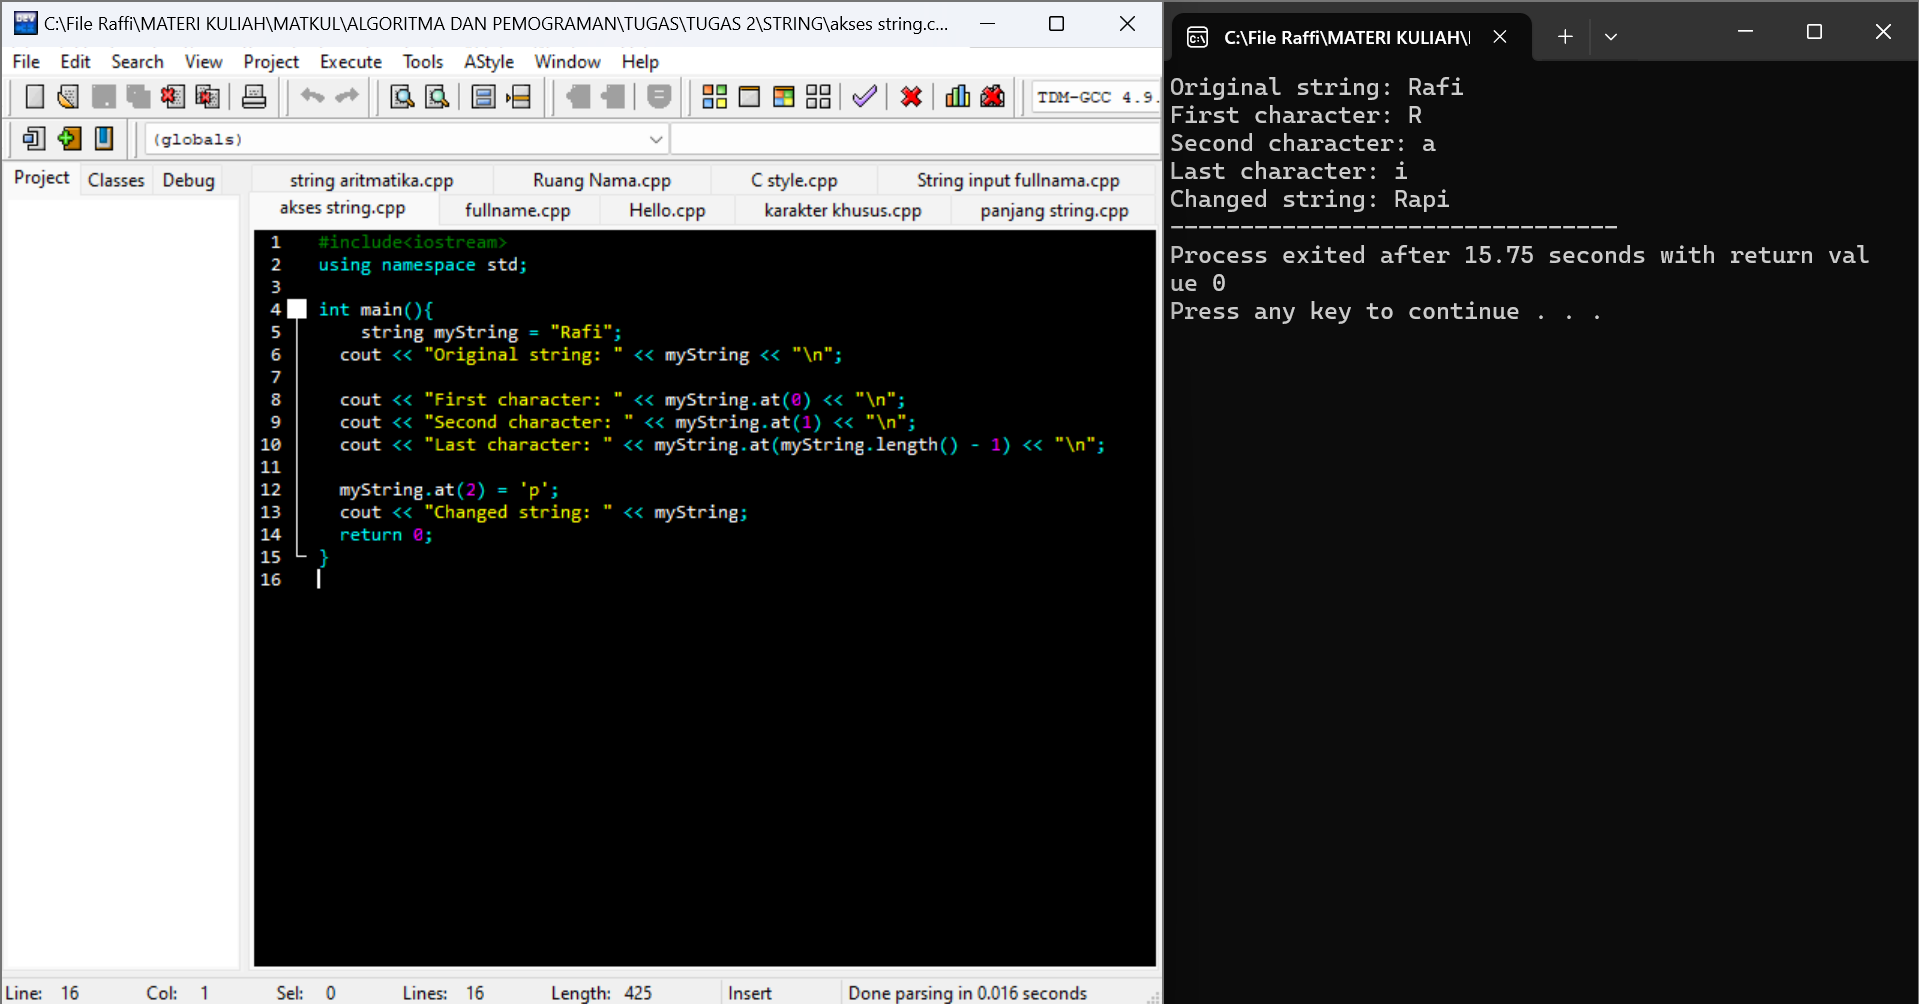 C:\File Raffi\MATERI KULIAH\MATKUL\ALGORITMA DAN PEMOGRAMAN\TUGAS\TUGAS 2\STRING\akses string.c...
File Edit Search View Project Execute Tools AStyle Window Help
TDM-GCC 4.9.
(globals)
Project Classes Debug
string aritmatika.cpp Ruang Nama.cpp C style.cpp String input fullnama.cpp
akses string.cpp fullname.cpp Hello.cpp karakter khusus.cpp panjang string.cpp
1 #include<iostream>
2 using namespace std;
3
4 int main(){
5 string myString = "Rafi";
6 cout << "Original string: " << myString << "\n";
7
8 cout << "First character: " << myString.at(0) << "\n";
9 cout << "Second character: " << myString.at(1) << "\n";
10 cout << "Last character: " << myString.at(myString.length() - 1) << "\n";
11
12 myString.at(2) = 'p';
13 cout << "Changed string: " << myString;
14 return 0;
15 }
16
Line: 16 Col: 1 Sel: 0 Lines: 16 Length: 425 Insert Done parsing in 0.016 seconds
C:\File Raffi\MATERI KULIAH\
Original string: Rafi
First character: R
Second character: a
Last character: i
Changed string: Rapi
--------------------------------
Process exited after 15.75 seconds with return val
ue 0
Press any key to continue . . .